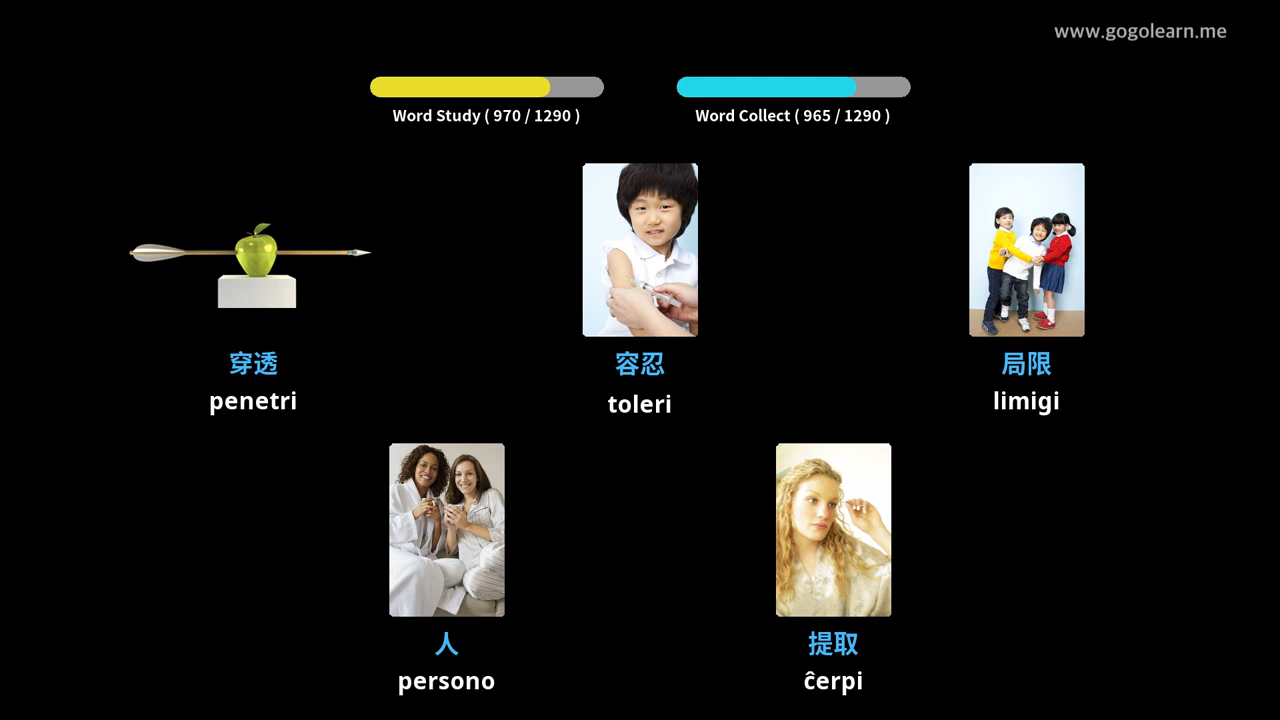 www.gogolearn.me
Word Study ( 970 / 1290 )
Word Collect ( 965 / 1290 )
穿透
penetri
容忍
toleri
局限
limigi
人
persono
提取
ĉerpi